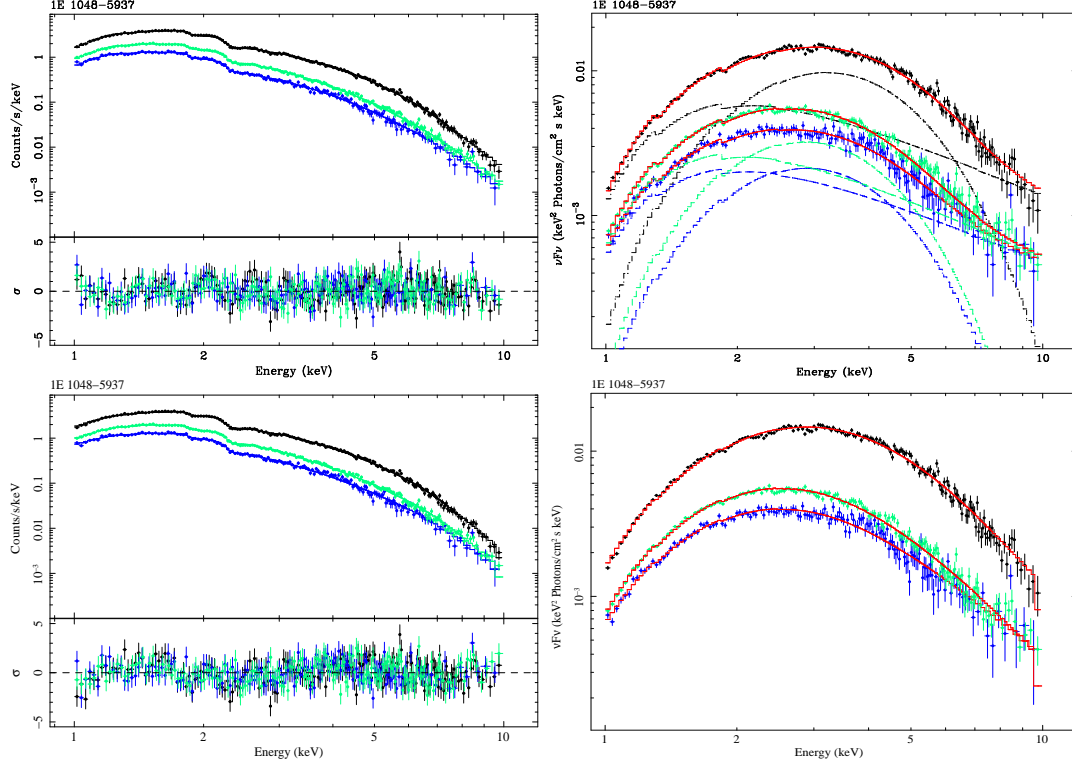 1E 1048−5937
Counts/s/keV
1
0.1
0.01
10⁻³
σ
5
0
−5
1
2
5
10
Energy (keV)
1E 1048−5937
νFν (keV² Photons/cm² s keV)
0.01
10⁻³
1
2
5
10
Energy (keV)
1E 1048−5937
Counts/s/keV
1
0.1
0.01
10⁻³
σ
5
0
−5
1
2
5
10
Energy (keV)
1E 1048−5937
νFν (keV² Photons/cm² s keV)
0.01
10⁻³
1
2
5
10
Energy (keV)